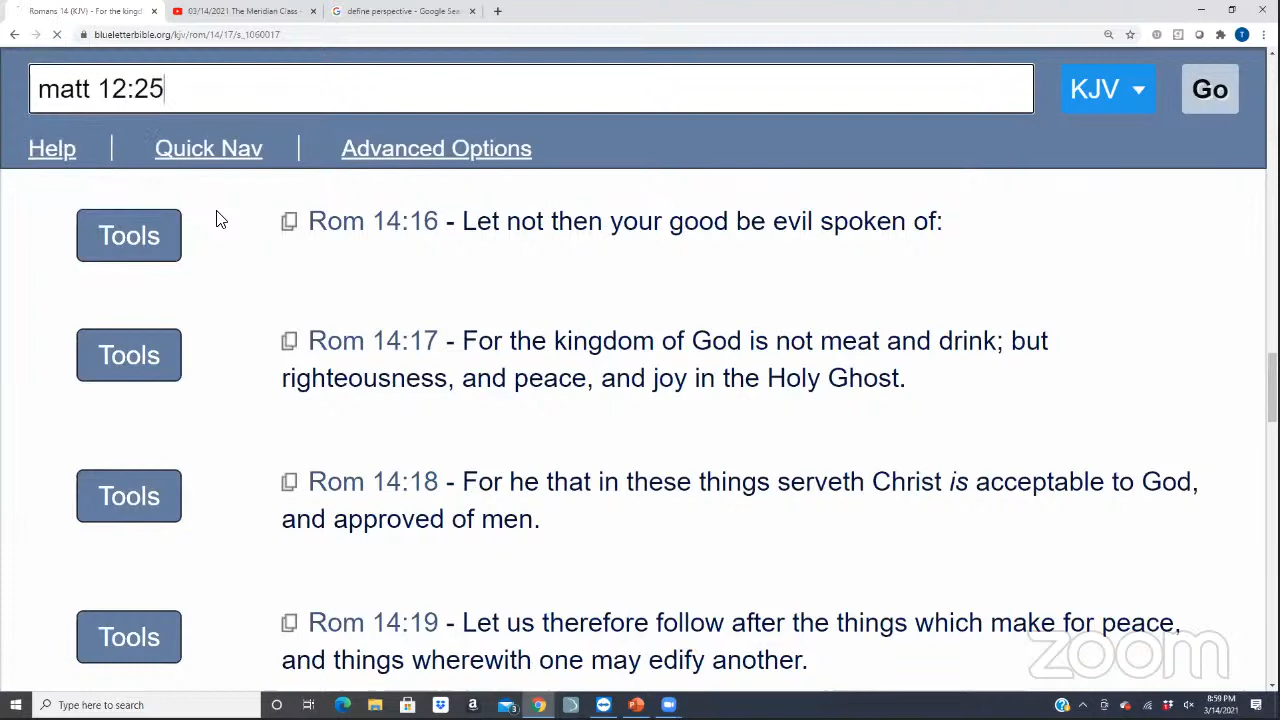 Romans 14 (KJV) - For the kingd
03/14/2021 The Meridian Class -
define perspective - Google Sea
blueletterbible.org/kjv/rom/14/17/s_1060017
matt 12:25
KJV
Go
Help
Quick Nav
Advanced Options
Tools
Rom 14:16 - Let not then your good be evil spoken of:
Tools
Rom 14:17 - For the kingdom of God is not meat and drink; but
righteousness, and peace, and joy in the Holy Ghost.
Tools
Rom 14:18 - For he that in these things serveth Christ is acceptable to God,
and approved of men.
Tools
Rom 14:19 - Let us therefore follow after the things which make for peace,
and things wherewith one may edify another.
zoom
Type here to search
8:59 PM
3/14/2021